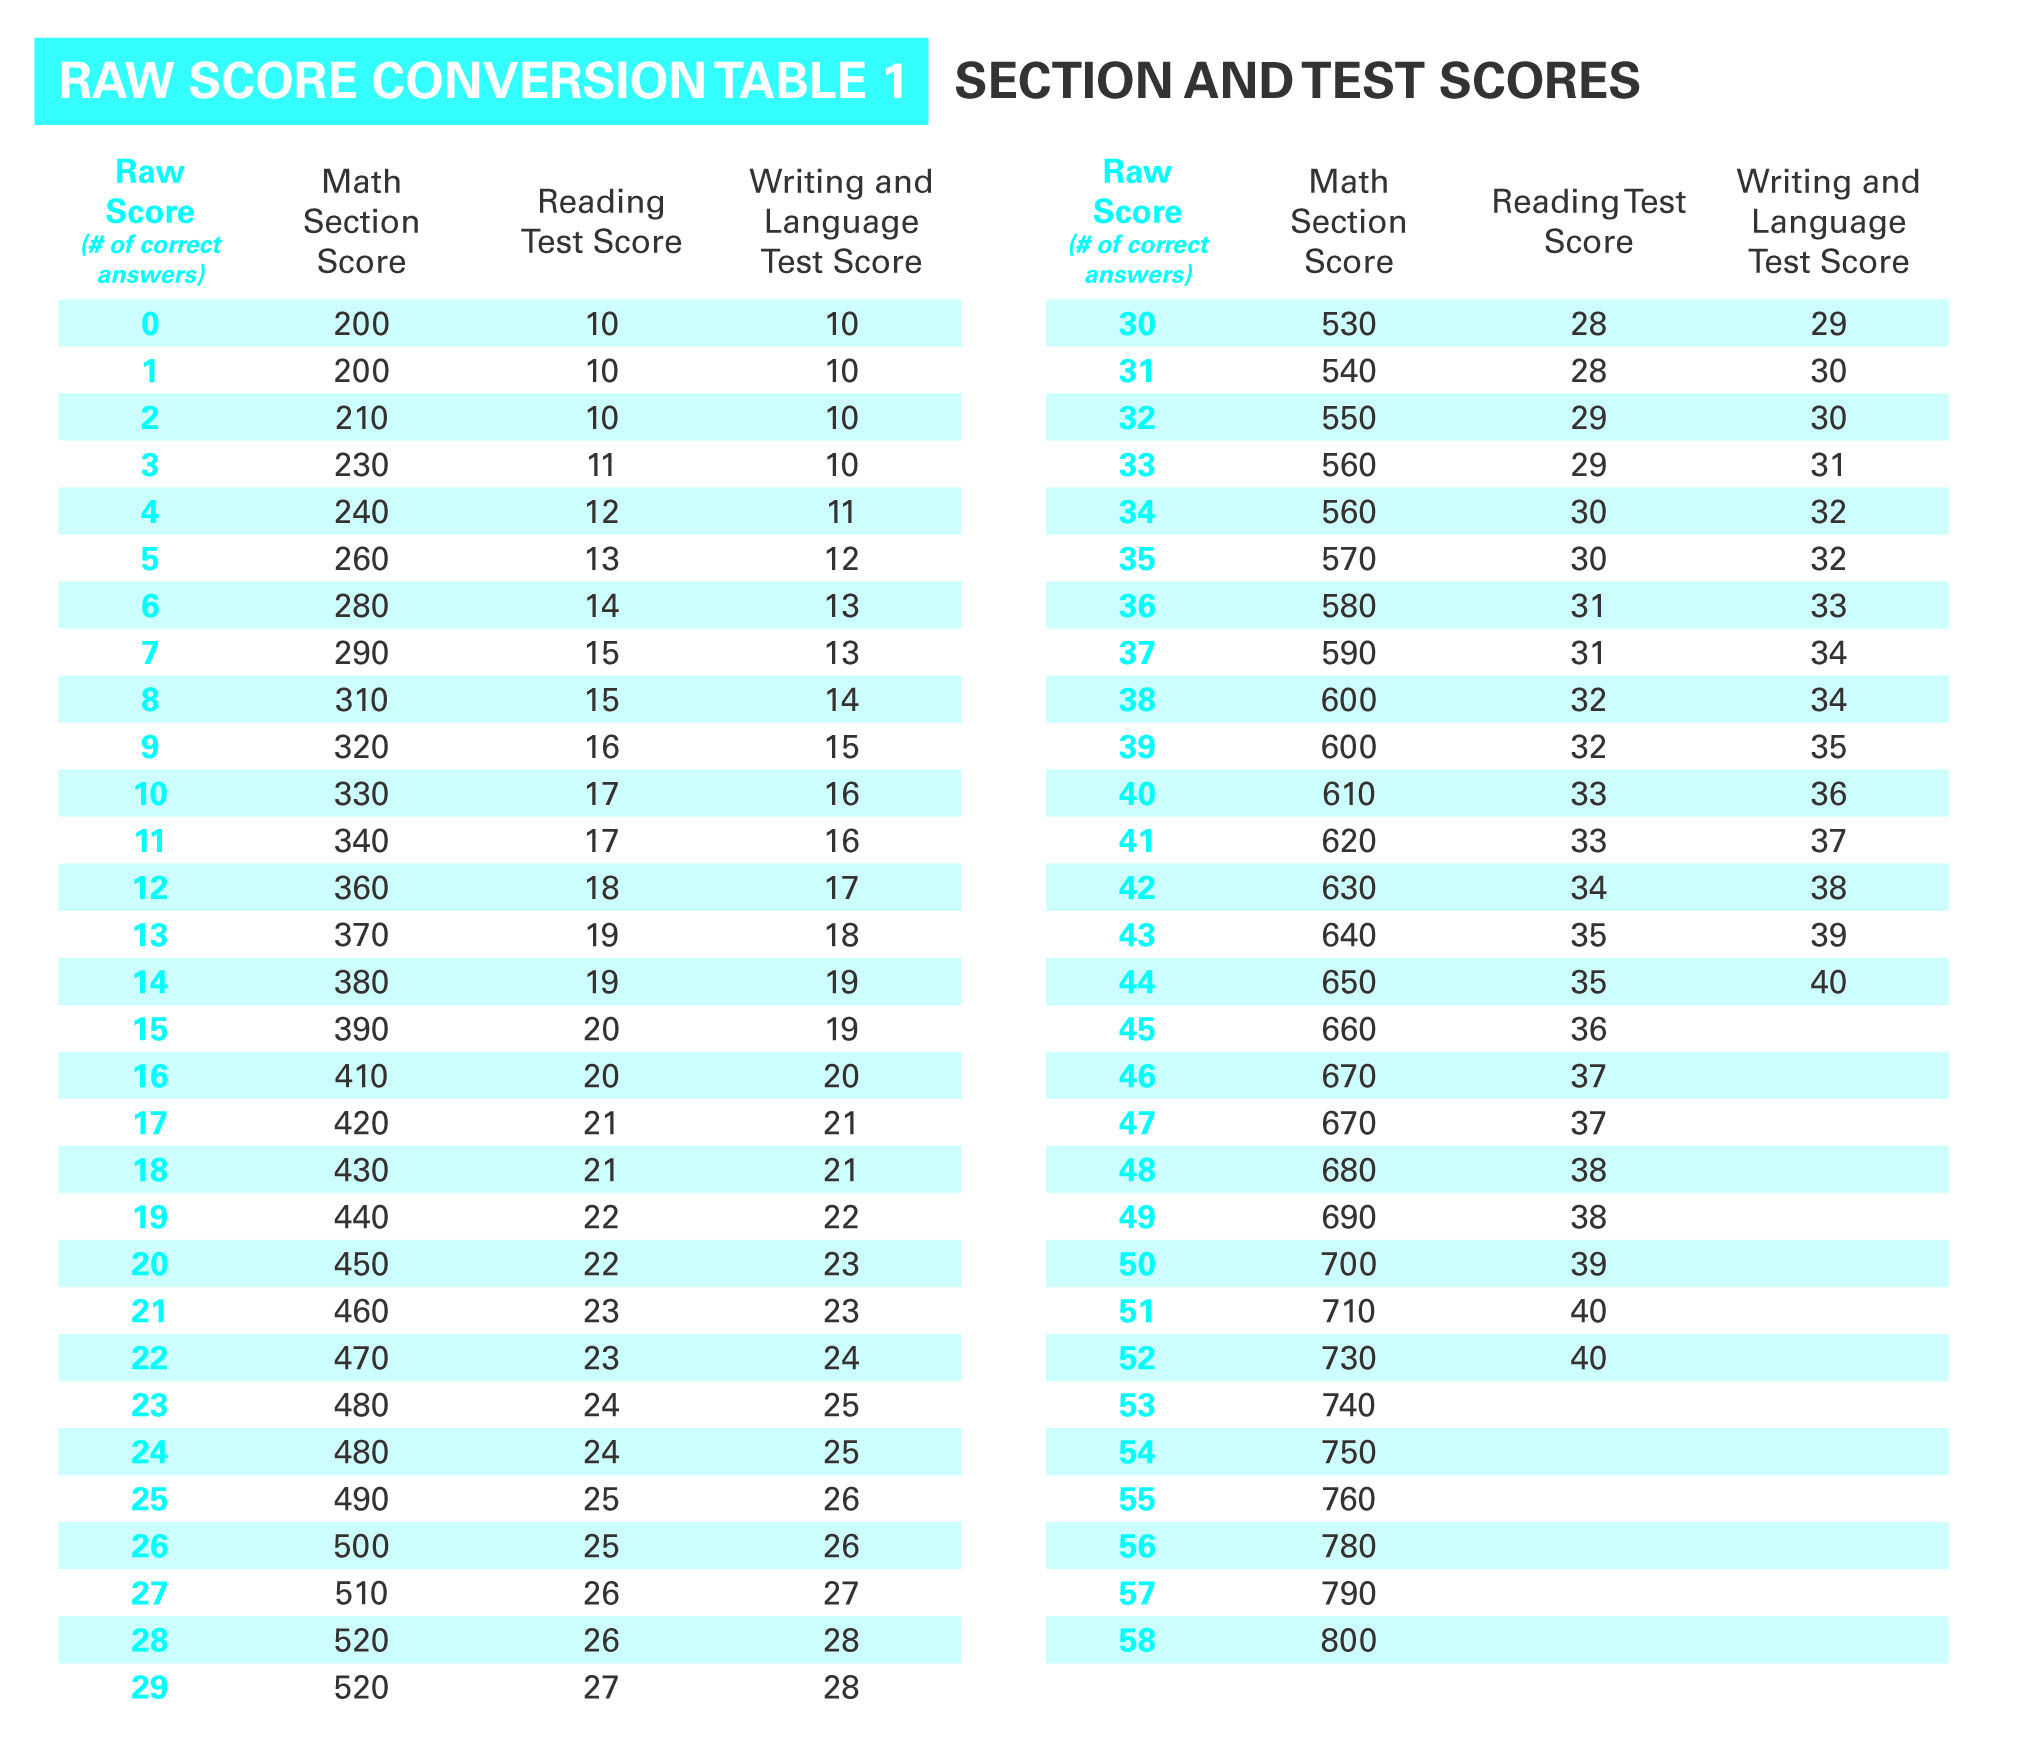 RAW SCORE CONVERSION TABLE 1 SECTION AND TEST SCORES
Raw Score (# of correct answers) Math Section Score Reading Test Score Writing and Language Test Score
0 200 10 10
1 200 10 10
2 210 10 10
3 230 11 10
4 240 12 11
5 260 13 12
6 280 14 13
7 290 15 13
8 310 15 14
9 320 16 15
10 330 17 16
11 340 17 16
12 360 18 17
13 370 19 18
14 380 19 19
15 390 20 19
16 410 20 20
17 420 21 21
18 430 21 21
19 440 22 22
20 450 22 23
21 460 23 23
22 470 23 24
23 480 24 25
24 480 24 25
25 490 25 26
26 500 25 26
27 510 26 27
28 520 26 28
29 520 27 28
Raw Score (# of correct answers) Math Section Score Reading Test Score Writing and Language Test Score
30 530 28 29
31 540 28 30
32 550 29 30
33 560 29 31
34 560 30 32
35 570 30 32
36 580 31 33
37 590 31 34
38 600 32 34
39 600 32 35
40 610 33 36
41 620 33 37
42 630 34 38
43 640 35 39
44 650 35 40
45 660 36
46 670 37
47 670 37
48 680 38
49 690 38
50 700 39
51 710 40
52 730 40
53 740
54 750
55 760
56 780
57 790
58 800